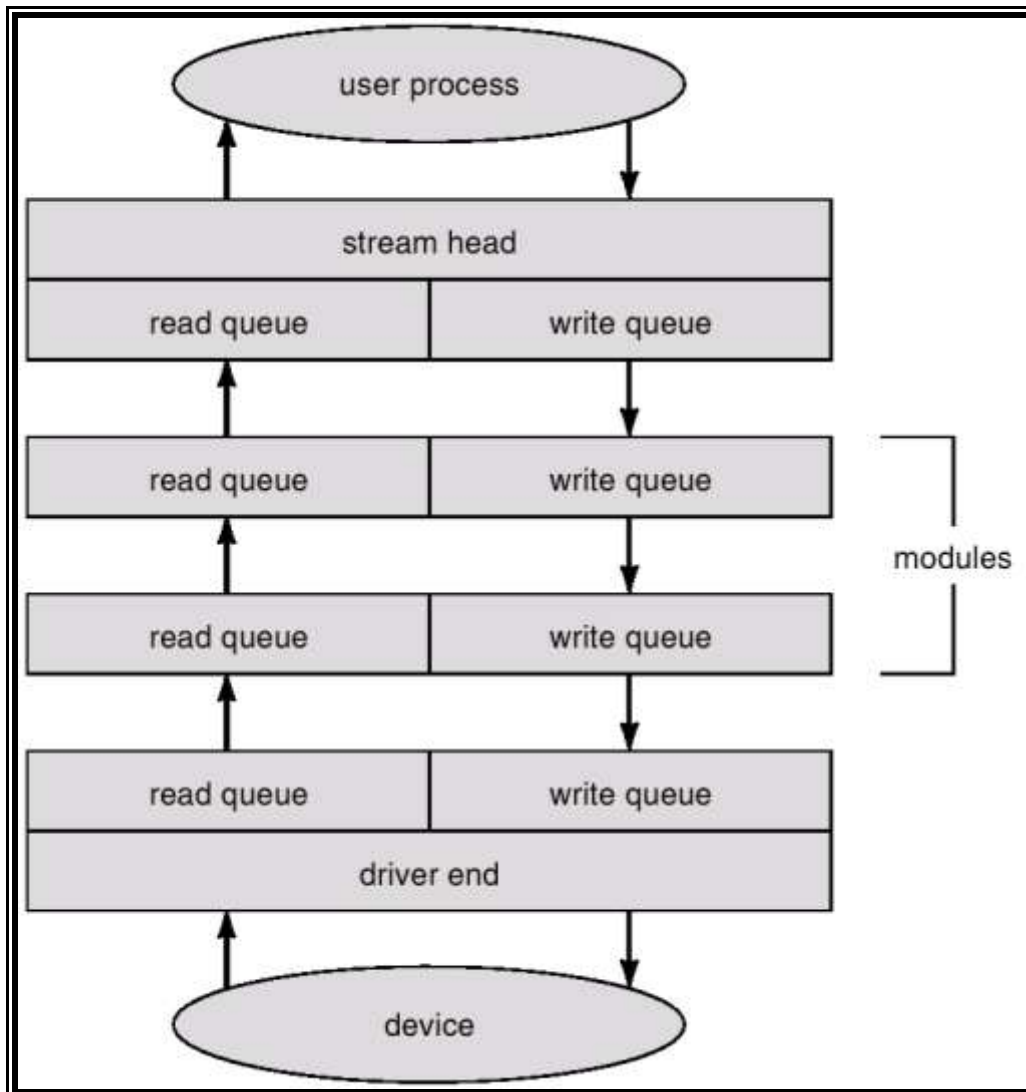 user process
stream head
read queue
write queue
read queue
write queue
modules
read queue
write queue
read queue
write queue
driver end
device